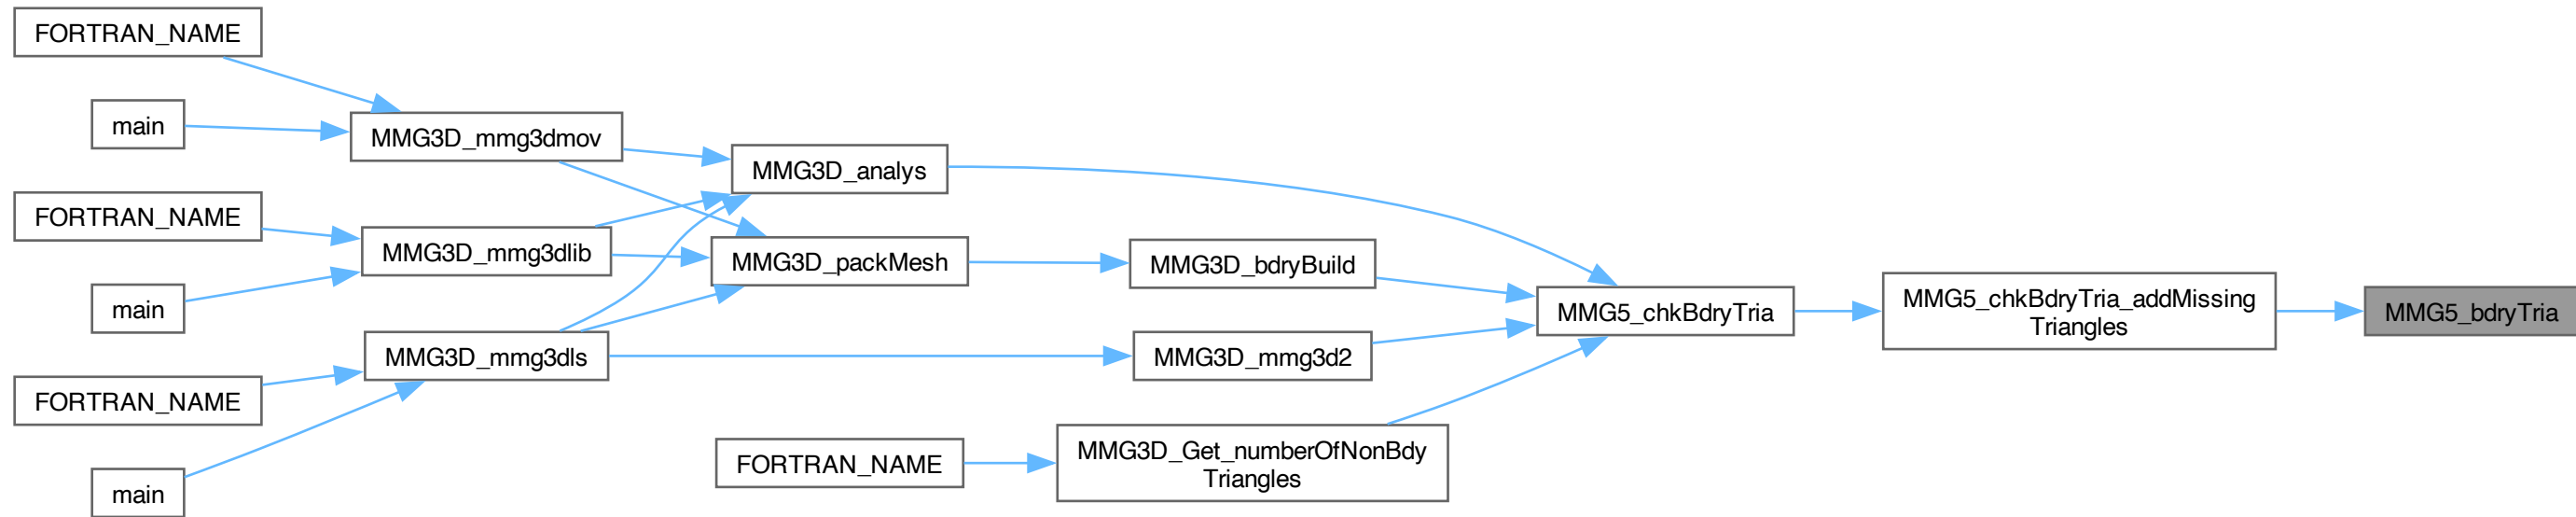 FORTRAN_NAME
main
MMG3D_mmg3dmov
FORTRAN_NAME
main
MMG3D_mmg3dlib
FORTRAN_NAME
main
MMG3D_mmg3dls
MMG3D_analys
MMG3D_packMesh
FORTRAN_NAME
MMG3D_bdryBuild
MMG3D_mmg3d2
MMG3D_Get_numberOfNonBdy
Triangles
MMG5_chkBdryTria
MMG5_chkBdryTria_addMissing
Triangles
MMG5_bdryTria